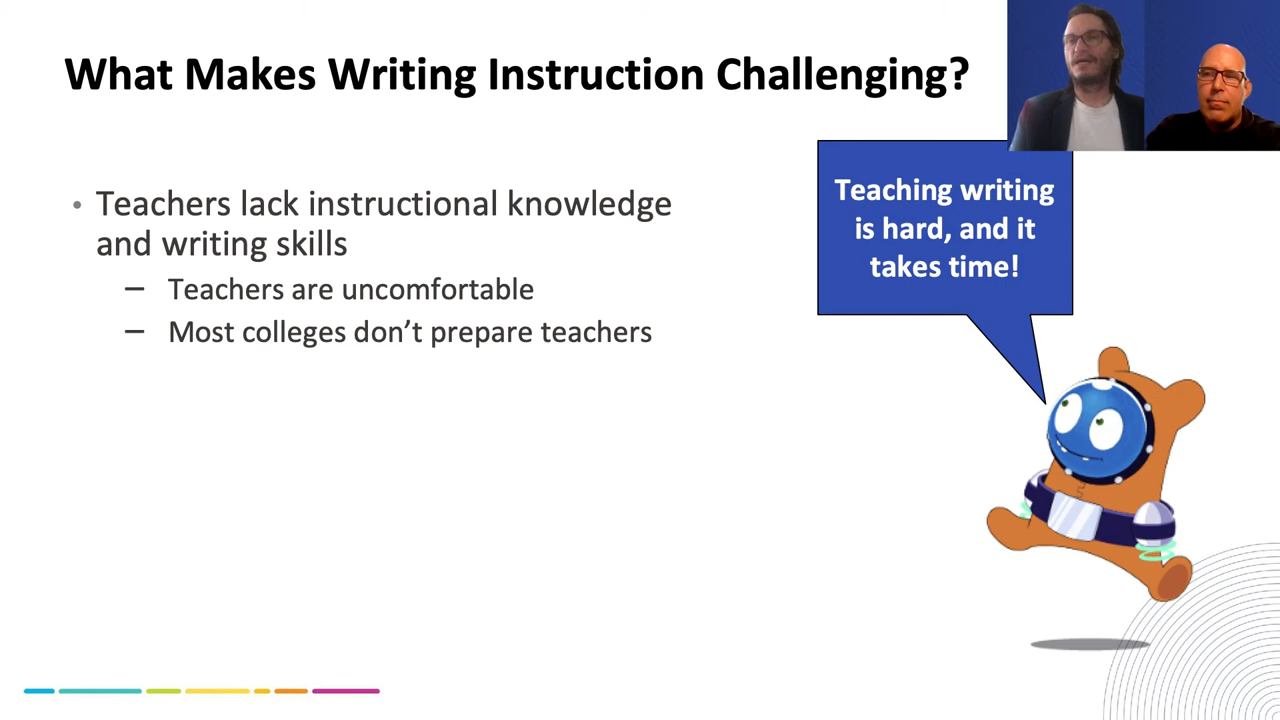 What Makes Writing Instruction Challenging?
• Teachers lack instructional knowledge
and writing skills
– Teachers are uncomfortable
– Most colleges don’t prepare teachers
Teaching writing
is hard, and it
takes time!